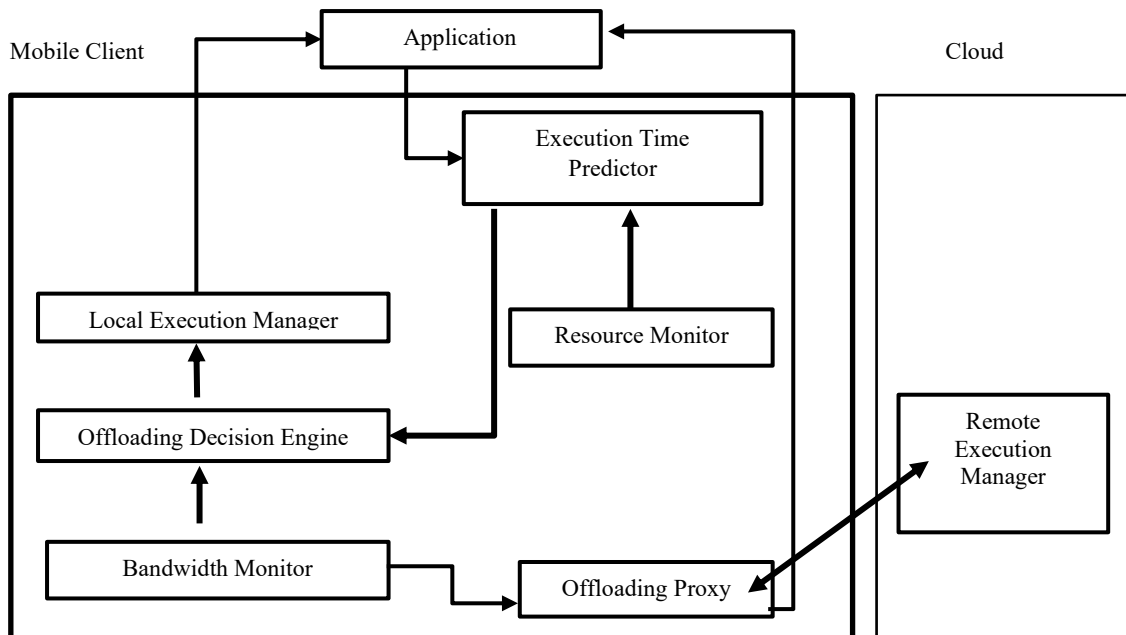 Application
Mobile Client
Cloud
Execution Time
Predictor
Local Execution Manager
Resource Monitor
Offloading Decision Engine
Remote
Execution
Manager
Bandwidth Monitor
Offloading Proxy